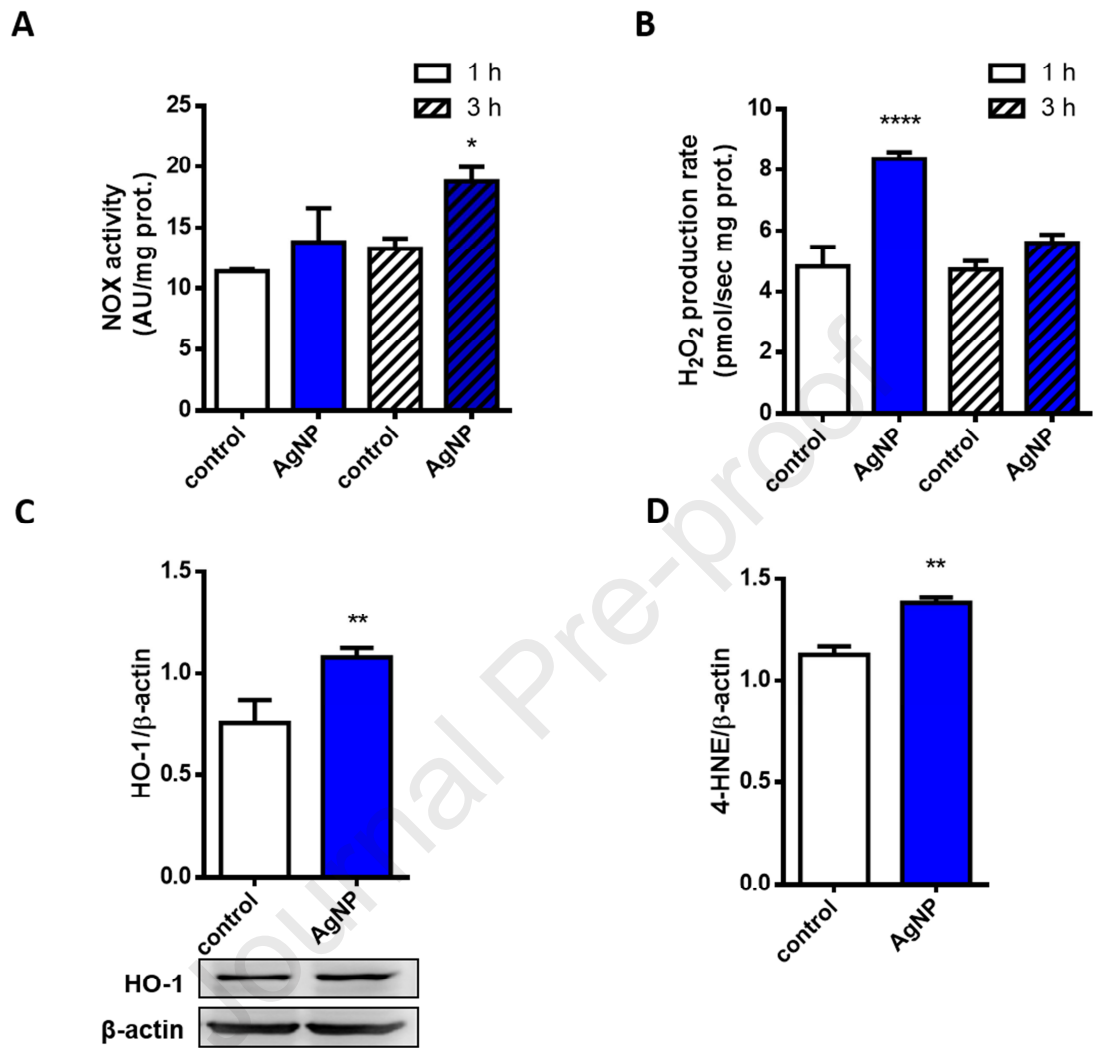 A
1 h
3 h
NOX activity
(AU/mg prot.)
25
20
15
10
5
0
*
control
AgNP
control
AgNP
B
1 h
3 h
H₂O₂ production rate
(pmol/sec mg prot.)
10
8
6
4
2
0
****
control
AgNP
control
AgNP
C
HO-1/β-actin
1.5
1.0
0.5
0.0
**
control
AgNP
HO-1
β-actin
D
4-HNE/β-actin
1.5
1.0
0.5
0.0
**
control
AgNP
Journal Pre-proof